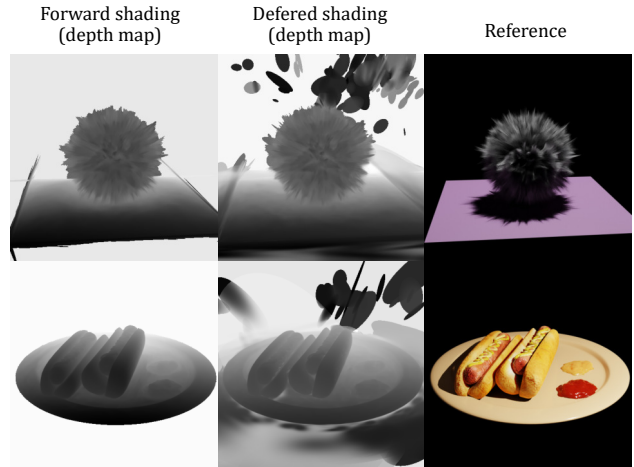 Forward shading
(depth map)
Defered shading
(depth map)
Reference